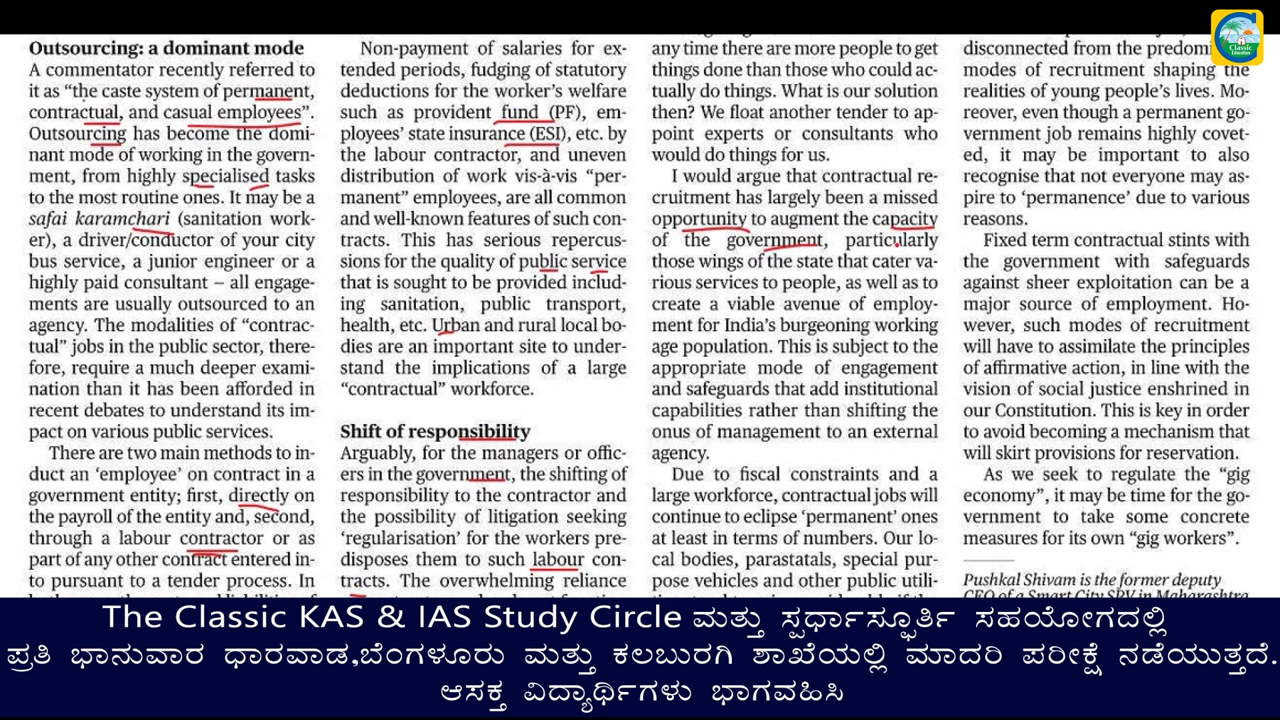 Outsourcing: a dominant mode
A commentator recently referred to
it as “the caste system of permanent,
contractual, and casual employees”.
Outsourcing has become the domi-
nant mode of working in the govern-
ment, from highly specialised tasks
to the most routine ones. It may be a
safai karamchari (sanitation work-
er), a driver/conductor of your city
bus service, a junior engineer or a
highly paid consultant – all engage-
ments are usually outsourced to an
agency. The modalities of “contrac-
tual” jobs in the public sector, there-
fore, require a much deeper exami-
nation than it has been afforded in
recent debates to understand its im-
pact on various public services.
There are two main methods to in-
duct an ‘employee’ on contract in a
government entity; first, directly on
the payroll of the entity and, second,
through a labour contractor or as
part of any other contract entered in-
to pursuant to a tender process. In
Non-payment of salaries for ex-
tended periods, fudging of statutory
deductions for the worker’s welfare
such as provident fund (PF), em-
ployees’ state insurance (ESI), etc. by
the labour contractor, and uneven
distribution of work vis-à-vis “per-
manent” employees, are all common
and well-known features of such con-
tracts. This has serious repercus-
sions for the quality of public service
that is sought to be provided includ-
ing sanitation, public transport,
health, etc. Urban and rural local bo-
dies are an important site to under-
stand the implications of a large
“contractual” workforce.
Shift of responsibility
Arguably, for the managers or offic-
ers in the government, the shifting of
responsibility to the contractor and
the possibility of litigation seeking
‘regularisation’ for the workers pre-
disposes them to such labour con-
tracts. The overwhelming reliance
any time there are more people to get
things done than those who could ac-
tually do things. What is our solution
then? We float another tender to ap-
point experts or consultants who
would do things for us.
I would argue that contractual re-
cruitment has largely been a missed
opportunity to augment the capacity
of the government, particularly
those wings of the state that cater va-
rious services to people, as well as to
create a viable avenue of employ-
ment for India’s burgeoning working
age population. This is subject to the
appropriate mode of engagement
and safeguards that add institutional
capabilities rather than shifting the
onus of management to an external
agency.
Due to fiscal constraints and a
large workforce, contractual jobs will
continue to eclipse ‘permanent’ ones
at least in terms of numbers. Our lo-
cal bodies, parastatals, special pur-
pose vehicles and other public utili-
disconnected from the
modes of recruitment shaping the
realities of young people’s lives. Mo-
reover, even though a permanent go-
vernment job remains highly covet-
ed, it may be important to also
recognise that not everyone may as-
pire to ‘permanence’ due to various
reasons.
Fixed term contractual stints with
the government with safeguards
against sheer exploitation can be a
major source of employment. Ho-
wever, such modes of recruitment
will have to assimilate the principles
of affirmative action, in line with the
vision of social justice enshrined in
our Constitution. This is key in order
to avoid becoming a mechanism that
will skirt provisions for reservation.
As we seek to regulate the “gig
economy”, it may be time for the go-
vernment to take some concrete
measures for its own “gig workers”.
Pushkal Shivam is the former deputy
CEO of a Smart City SPV in Maharashtra
Classic
Education
The Classic KAS & IAS Study Circle ಮತ್ತು ಸ್ಪರ್ಧಾಸ್ಫೂರ್ತಿ ಸಹಯೋಗದಲ್ಲಿ
ಪ್ರತಿ ಭಾನುವಾರ ಧಾರವಾಡ,ಬೆಂಗಳೂರು ಮತ್ತು ಕಲಬುರಗಿ ಶಾಖೆಯಲ್ಲಿ ಮಾದರಿ ಪರೀಕ್ಷೆ ನಡೆಯುತ್ತದೆ.
ಆಸಕ್ತ ವಿದ್ಯಾರ್ಥಿಗಳು ಭಾಗವಹಿಸಿ